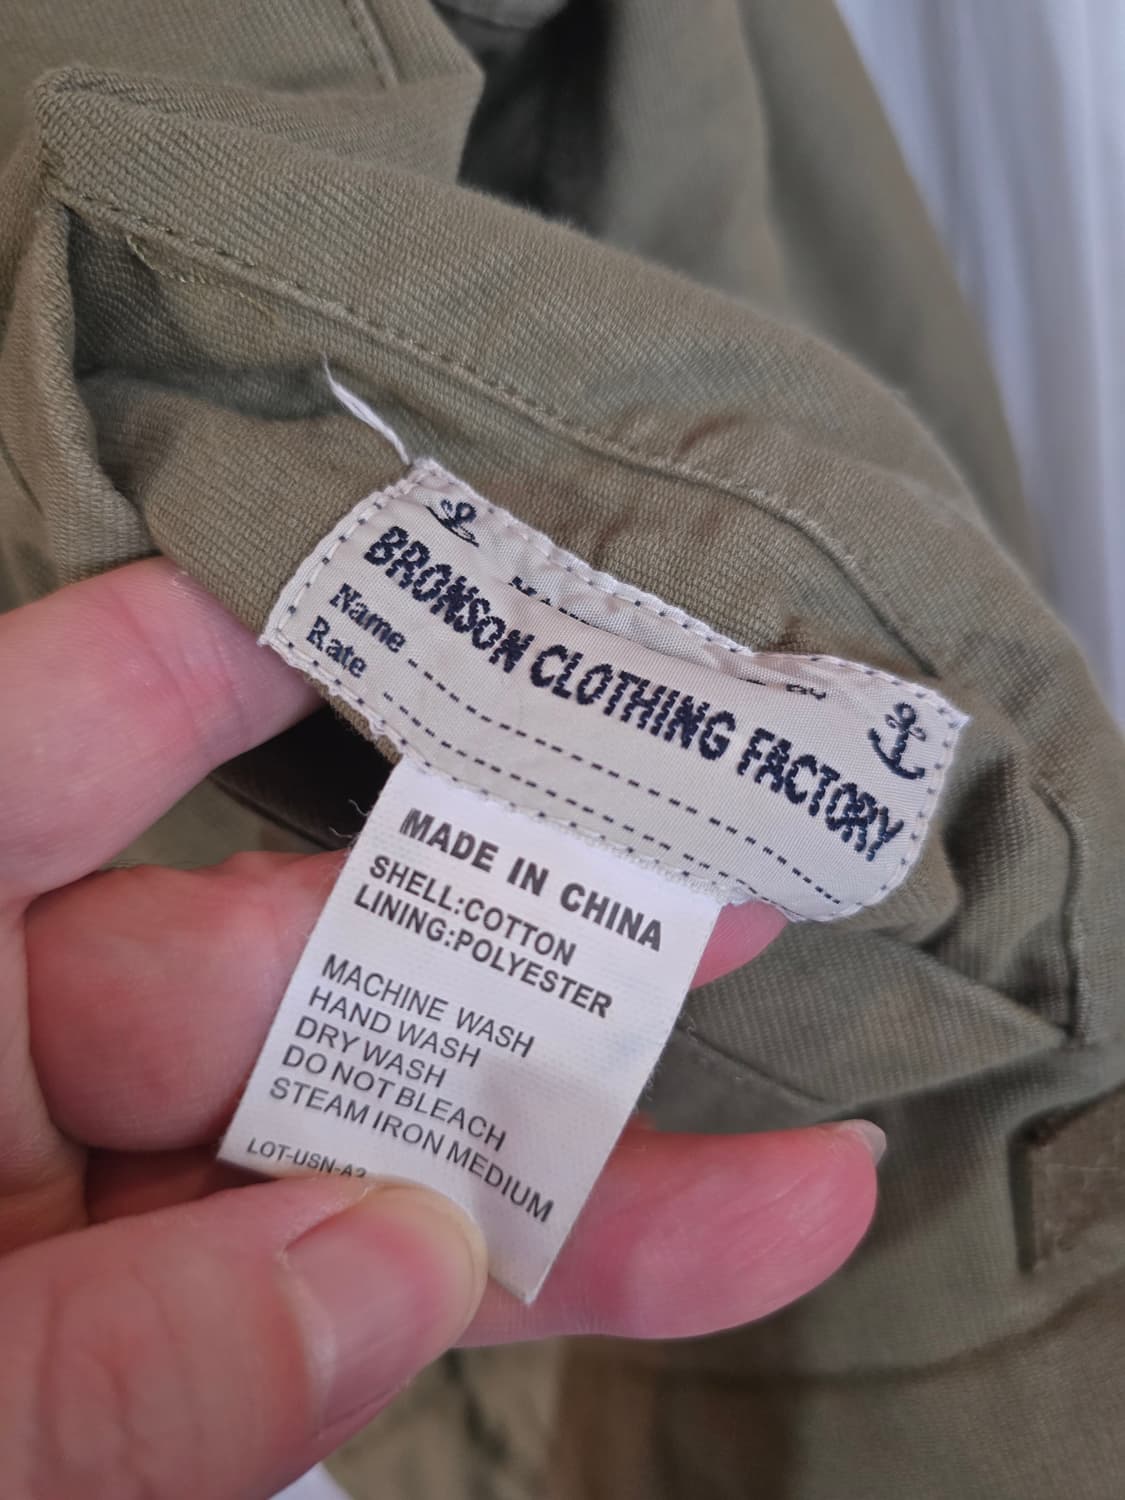 BRONSON CLOTHING FACTORY
Name
Rate
MADE IN CHINA
SHELL:COTTON
LINING:POLYESTER
MACHINE WASH
HAND WASH
DRY WASH
DO NOT BLEACH
STEAM IRON MEDIUM